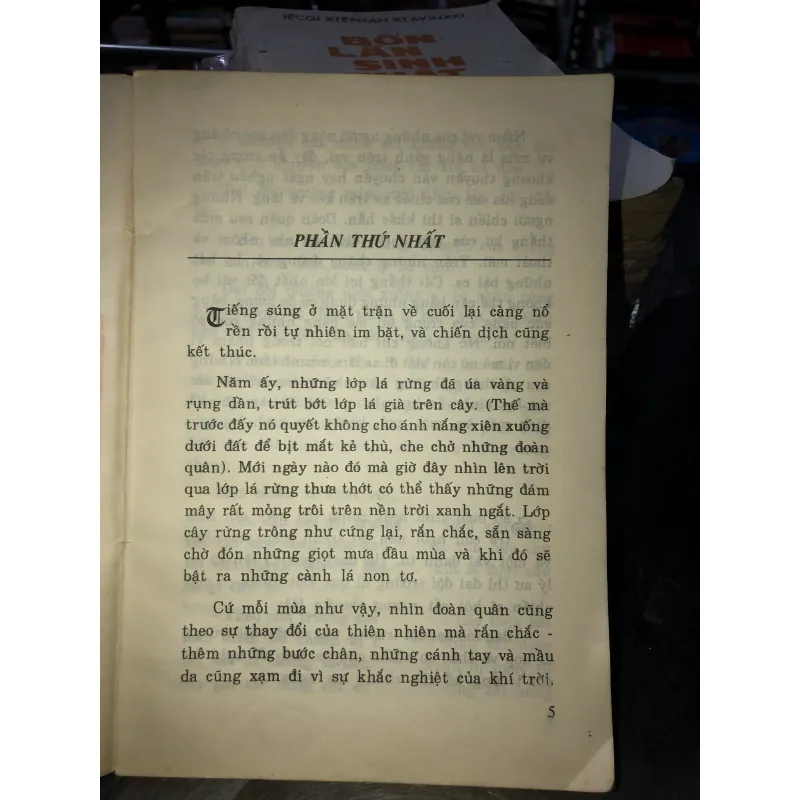 IECGI XTÊPHAN XTAVINXKI
BỐN
LẦN
SINH
PHẦN THỨ NHẤT
Tiếng súng ở mặt trận về cuối lại càng nổ
rền rồi tự nhiên im bặt, và chiến dịch cũng
kết thúc.
Năm ấy, những lớp lá rừng đã úa vàng và
rụng dần, trút bớt lớp lá già trên cây. (Thế mà
trước đấy nó quyết không cho ánh nắng xiên xuống
dưới đất để bịt mắt kẻ thù, che chở những đoàn
quân). Mới ngày nào đó mà giờ đây nhìn lên trời
qua lớp lá rừng thưa thớt có thể thấy những đám
mây rất mỏng trôi trên nền trời xanh ngắt. Lớp
cây rừng trông như cứng lại, rắn chắc, sẵn sàng
chờ đón những giọt mưa đầu mùa và khi đó sẽ
bật ra những cành lá non tơ.
Cứ mỗi mùa như vậy, nhìn đoàn quân cũng
theo sự thay đổi của thiên nhiên mà rắn chắc -
thêm những bước chân, những cánh tay và mầu
da cũng xạm đi vì sự khắc nghiệt của khí trời.
5